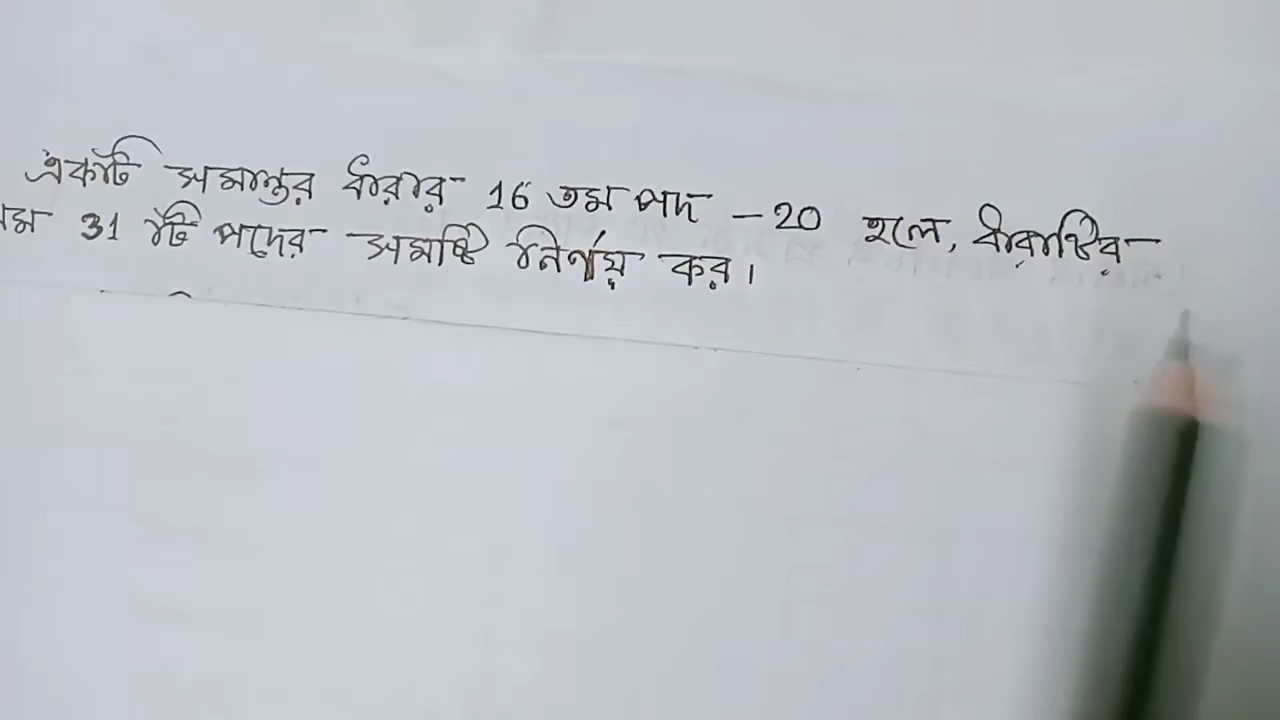 একটি সমান্তর ধারার 16 তম পদ -20 হলে, ধারাটির
31 টি পদের সমষ্টি নির্ণয় কর।